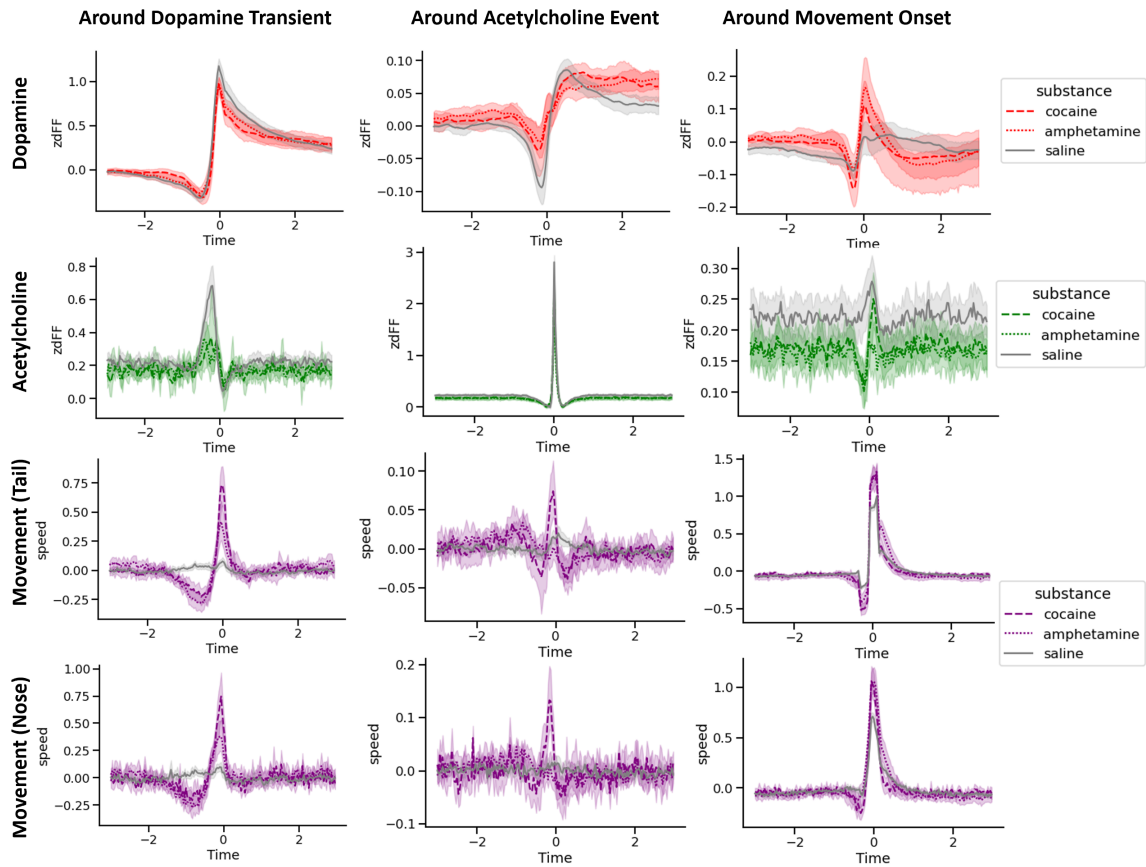 Around Dopamine Transient
Around Acetylcholine Event
Around Movement Onset
Dopamine
zdFF
1.0
0.5
0.0
−2
0
2
Time
zdFF
0.10
0.05
0.00
−0.05
−0.10
−2
0
2
Time
zdFF
0.2
0.1
0.0
−0.1
−0.2
−2
0
2
Time
substance
cocaine
amphetamine
saline
Acetylcholine
zdFF
0.8
0.6
0.4
0.2
0.0
−2
0
2
Time
zdFF
3
2
1
0
−2
0
2
Time
zdFF
0.30
0.25
0.20
0.15
0.10
−2
0
2
Time
substance
cocaine
amphetamine
saline
Movement (Tail)
speed
0.75
0.50
0.25
0.00
−0.25
−2
0
2
Time
speed
0.10
0.05
0.00
−0.05
−2
0
2
Time
speed
1.5
1.0
0.5
0.0
−0.5
−2
0
2
Time
substance
cocaine
amphetamine
saline
Movement (Nose)
speed
1.00
0.75
0.50
0.25
0.00
−0.25
−2
0
2
Time
speed
0.2
0.1
0.0
−0.1
−2
0
2
Time
speed
1.0
0.5
0.0
−2
0
2
Time